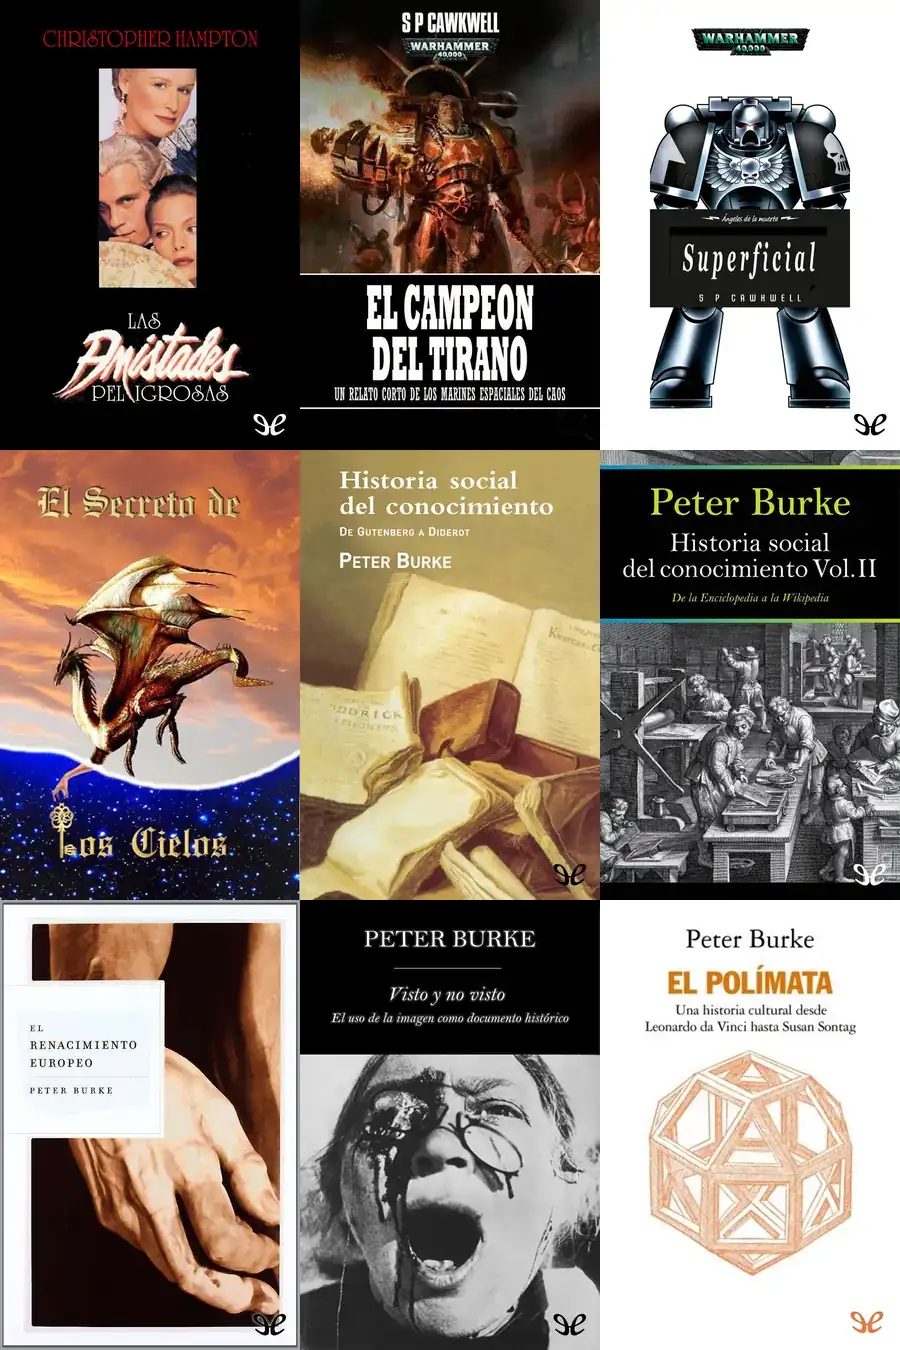 CHRISTOPHER HAMPTON
LAS
Amistades
PELIGROSAS
S P CAWKWELL
WARHAMMER
40,000
EL CAMPEON
DEL TIRANO
UN RELATO CORTO DE LOS MARINES ESPACIALES DEL CAOS
WARHAMMER
40,000
Ángeles de la muerte
Superficial
S P CAWKWELL
El Secreto de
Los Cielos
Historia social
del conocimiento
DE GUTENBERG A DIDEROT
PETER BURKE
Peter Burke
Historia social
del conocimiento Vol. II
De la Enciclopedia a la Wikipedia
EL
RENACIMIENTO
EUROPEO
PETER BURKE
PETER BURKE
Visto y no visto
El uso de la imagen como documento histórico
Peter Burke
EL POLÍMATA
Una historia cultural desde
Leonardo da Vinci hasta Susan Sontag